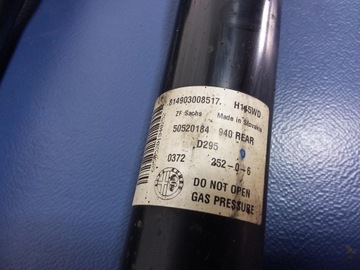 814903008517. H145WD
ZF Sachs Made in Slovakia
50520184 940 REAR
D295
0372 252-0-6
DO NOT OPEN
GAS PRESSURE